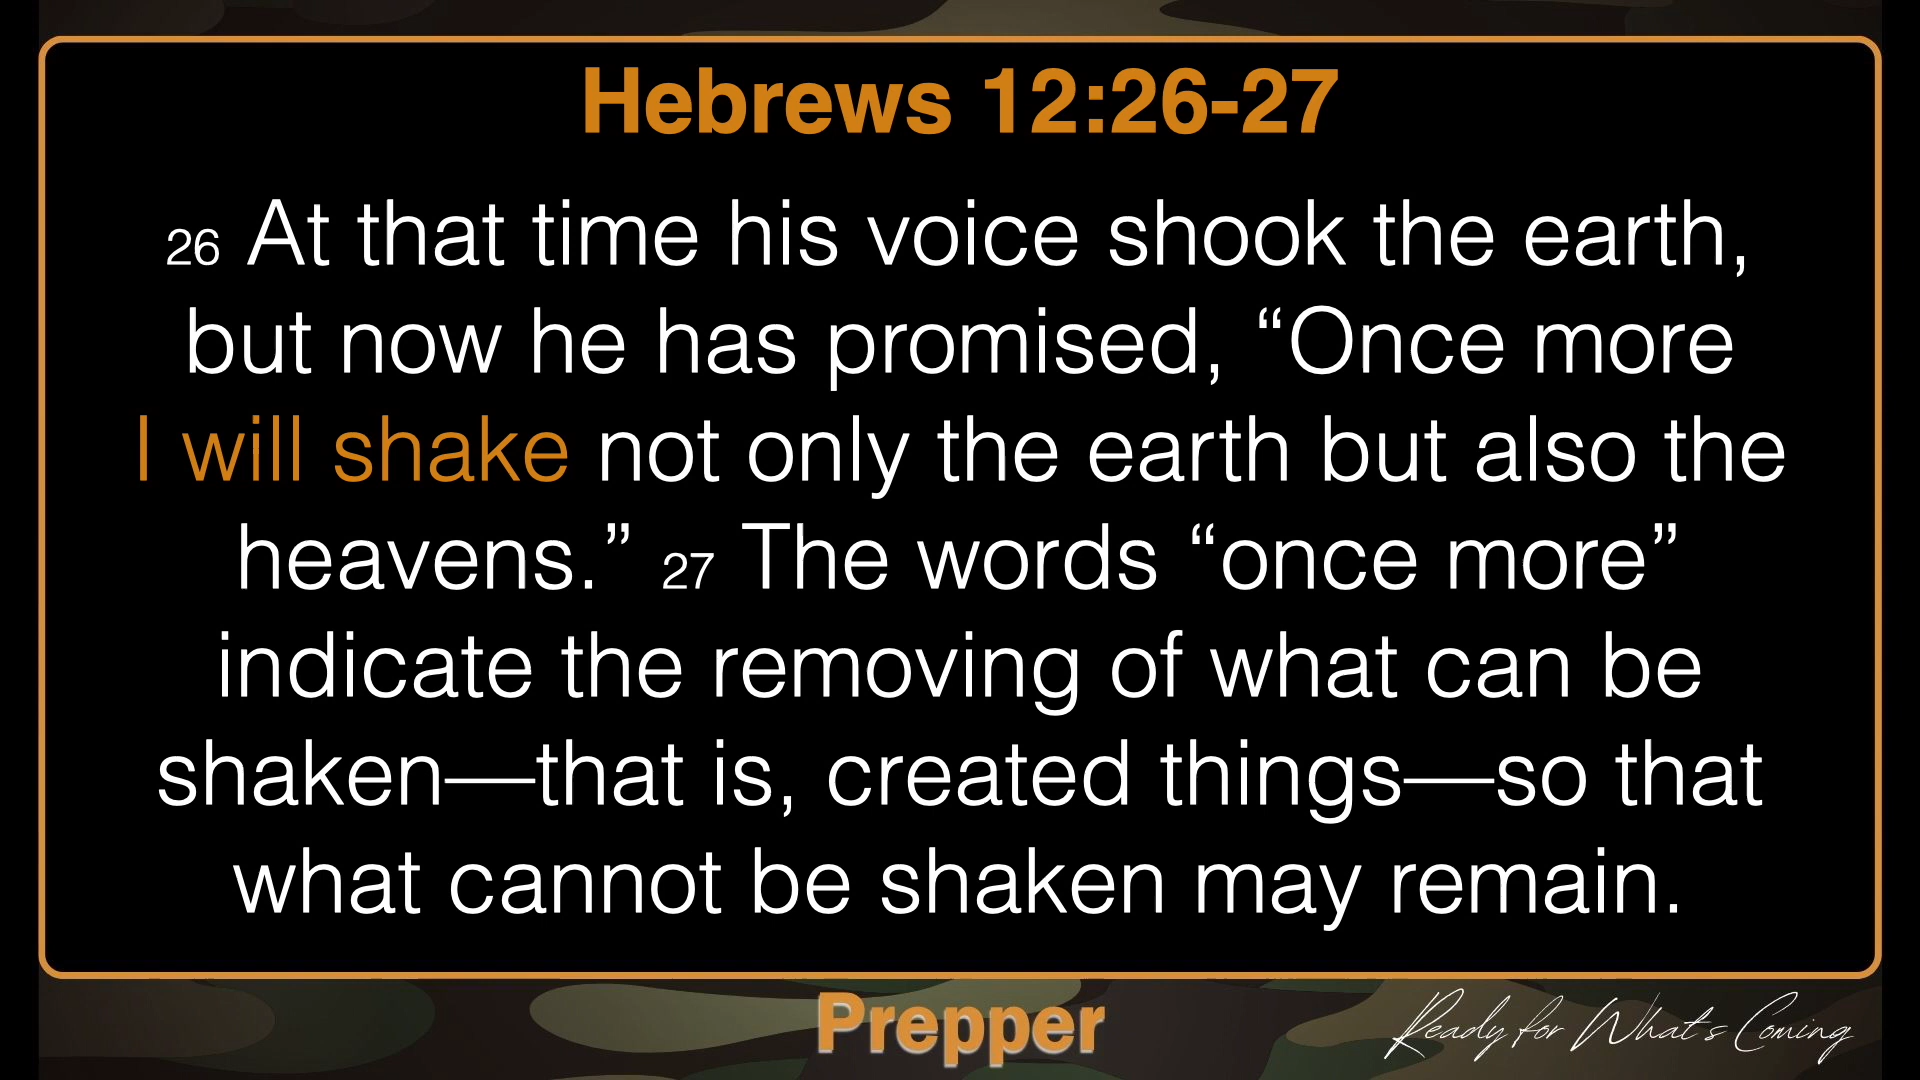 Hebrews 12:26-27
26 At that time his voice shook the earth,
but now he has promised, “Once more
I will shake not only the earth but also the
heavens.” 27 The words “once more”
indicate the removing of what can be
shaken—that is, created things—so that
what cannot be shaken may remain.
Prepper
Ready for What's Coming